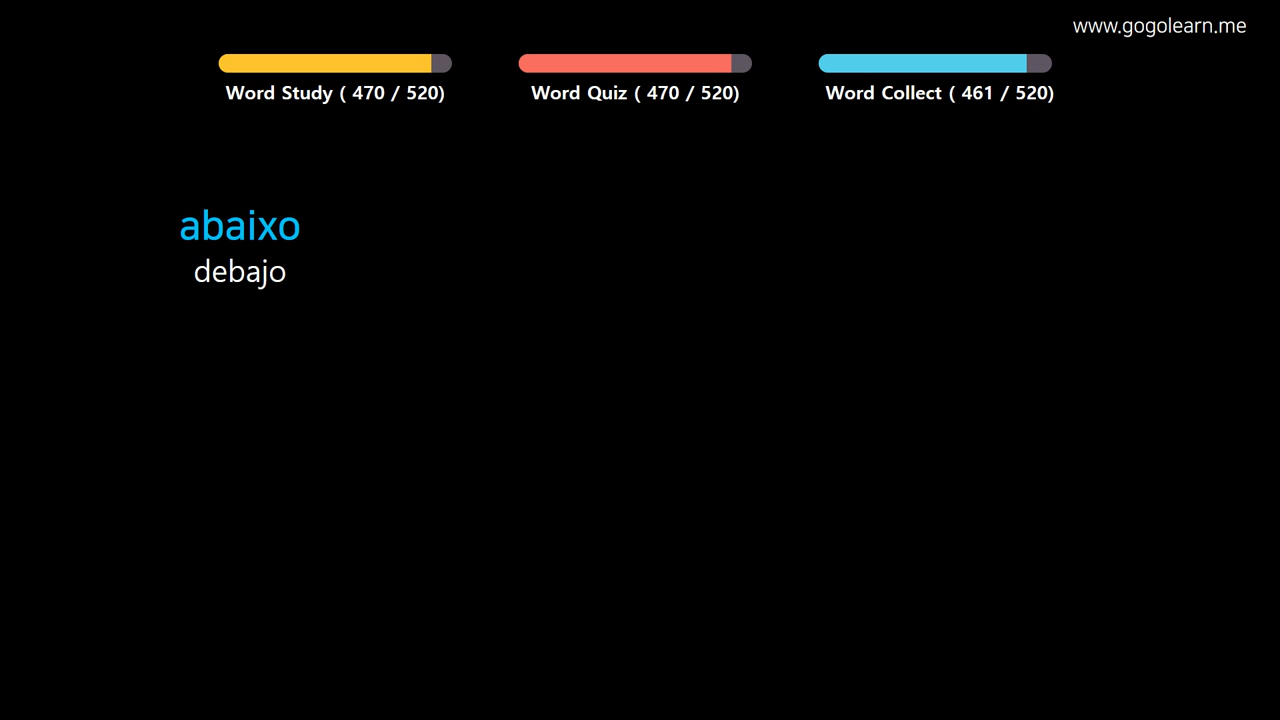 www.gogolearn.me
Word Study ( 470 / 520)
Word Quiz ( 470 / 520)
Word Collect ( 461 / 520)
abaixo
debajo